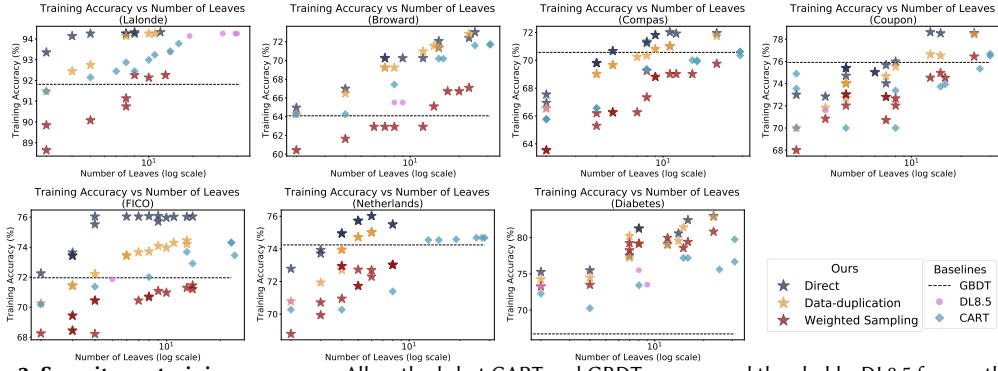 Training Accuracy vs Number of Leaves
(Lalonde)
Training Accuracy (%)
94
93
92
91
90
89
10¹
Number of Leaves (log scale)
Training Accuracy vs Number of Leaves
(Broward)
Training Accuracy (%)
72
70
68
66
64
62
60
10¹
Number of Leaves (log scale)
Training Accuracy vs Number of Leaves
(Compas)
Training Accuracy (%)
72
70
68
66
64
10¹
Number of Leaves (log scale)
Training Accuracy vs Number of Leaves
(Coupon)
Training Accuracy (%)
78
76
74
72
70
68
10¹
Number of Leaves (log scale)
Training Accuracy vs Number of Leaves
(FICO)
Training Accuracy (%)
76
74
72
70
68
10¹
Number of Leaves (log scale)
Training Accuracy vs Number of Leaves
(Netherlands)
Training Accuracy (%)
76
74
72
70
10¹
Number of Leaves (log scale)
Training Accuracy vs Number of Leaves
(Diabetes)
Training Accuracy (%)
80
75
70
10¹
Number of Leaves (log scale)
Ours
Direct
Data-duplication
Weighted Sampling
Baselines
GBDT
DL8.5
CART